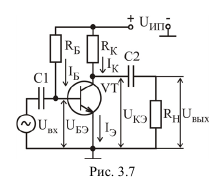 + U_ИП -
R_Б R_К
C1 I_Б I_К C2
VT
U_вх U_БЭ I_Э U_КЭ R_Н U_вых
Рис. 3.7